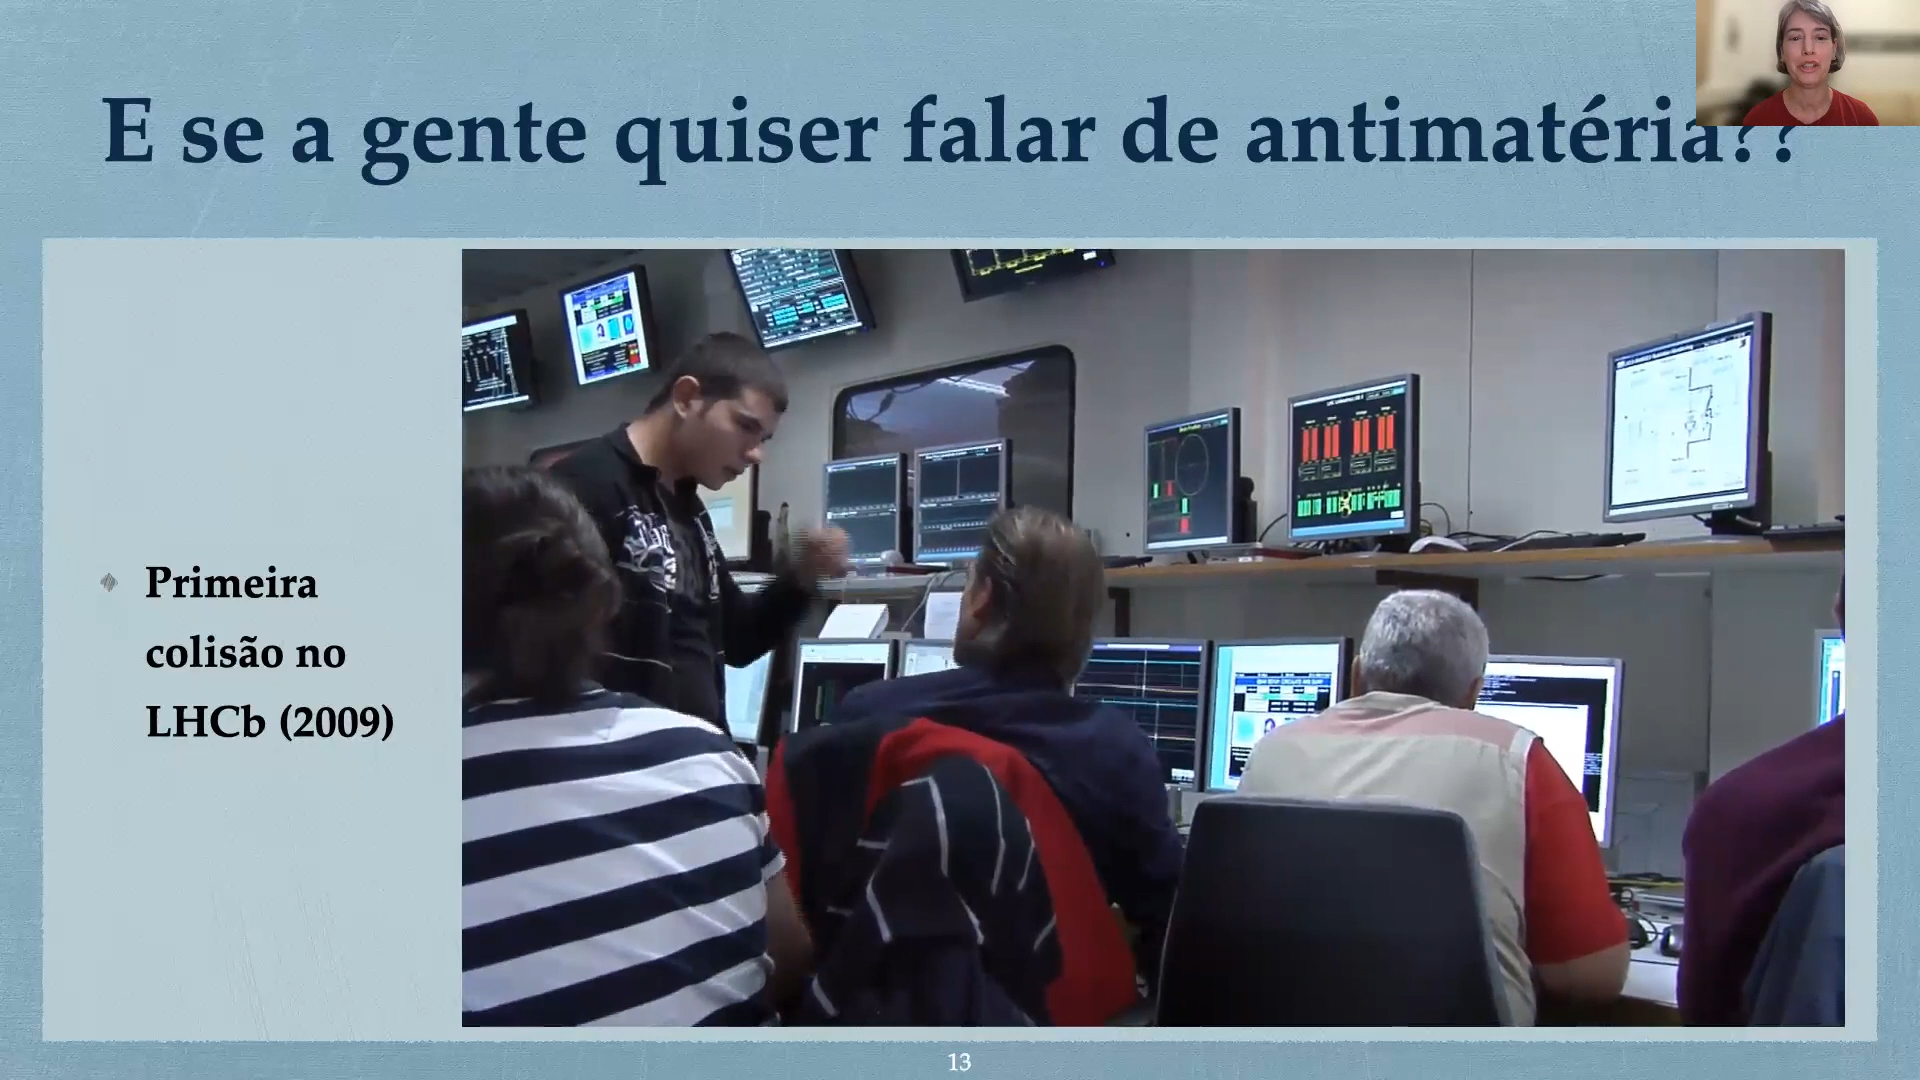 E se a gente quiser falar de antimatéria??
Primeira
colisão no
LHCb (2009)
13